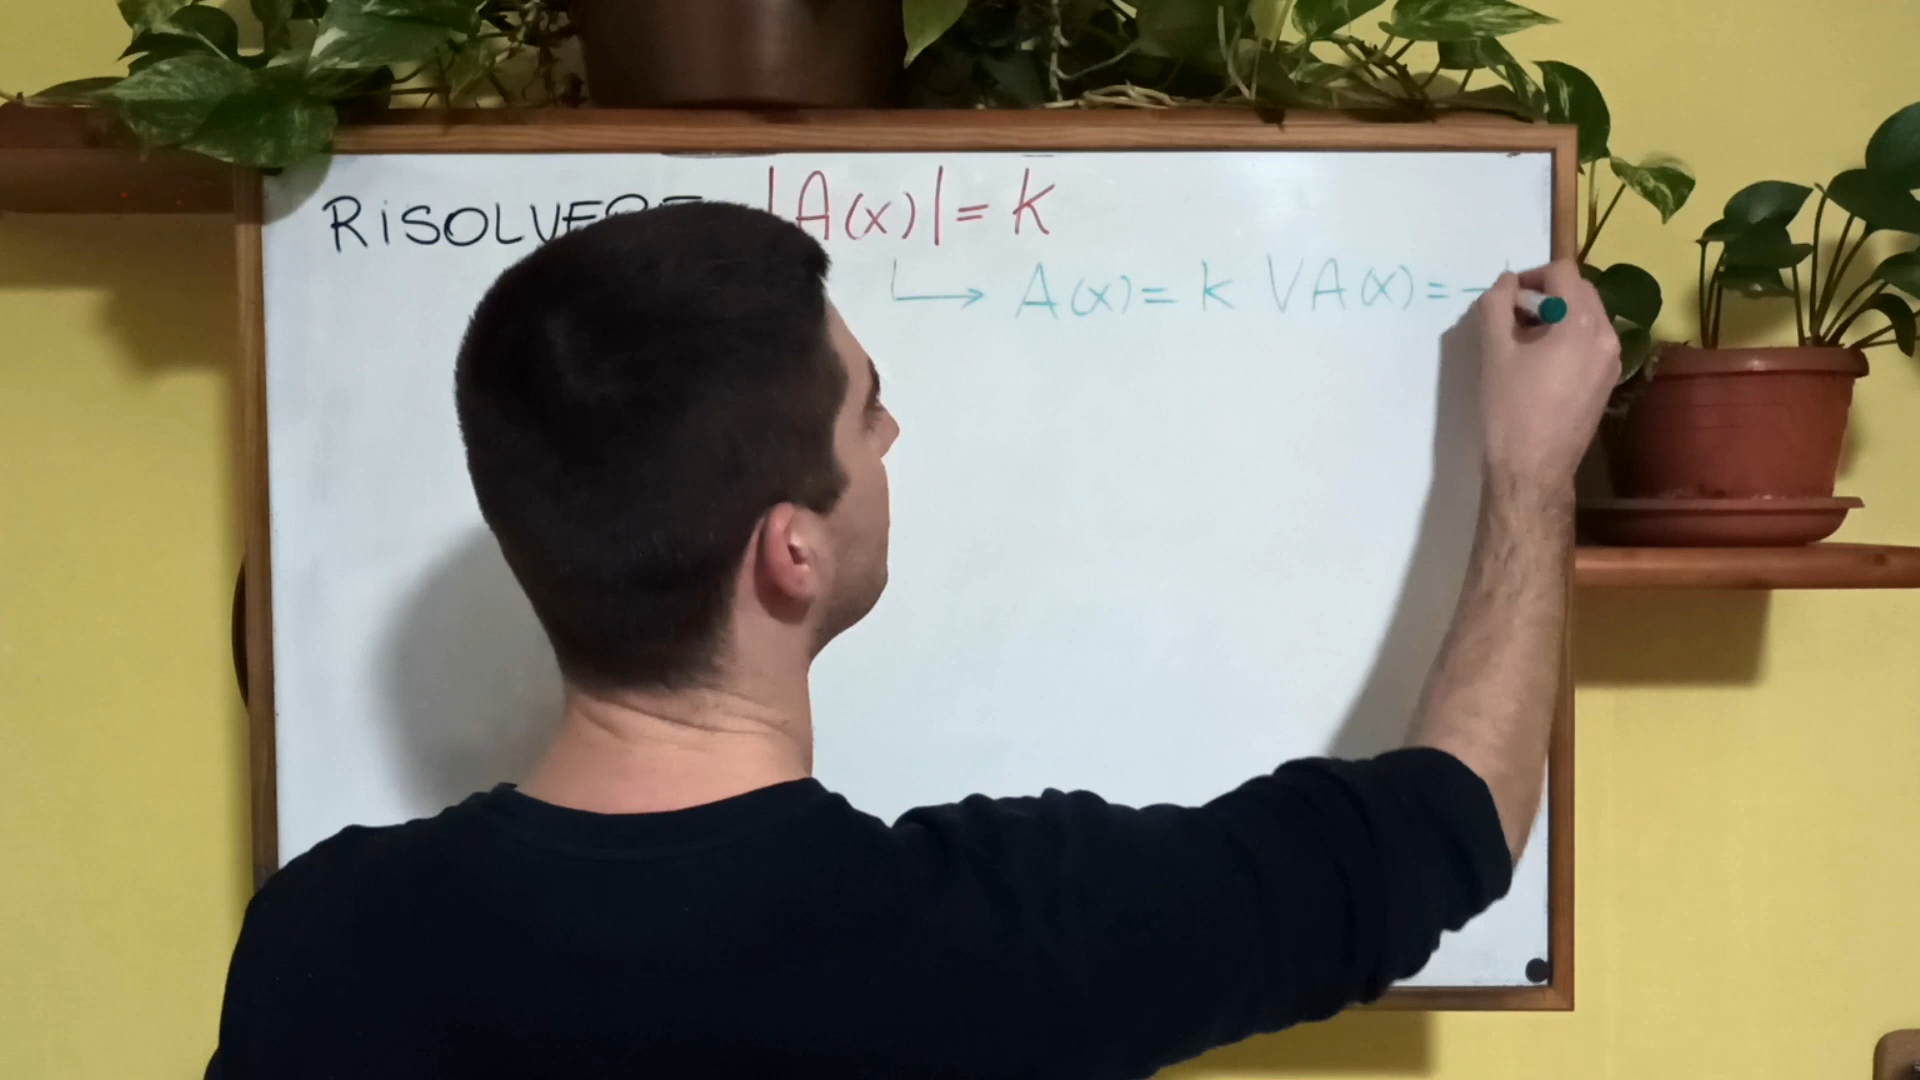 RISOLVERE |A(x)| = K
↳ A(x) = K V A(x) = -